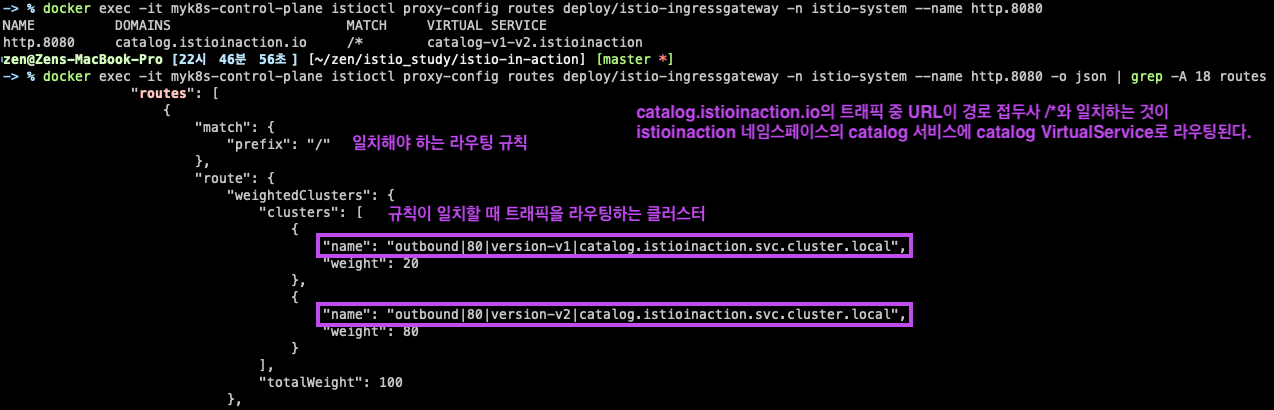 -> % docker exec -it myk8s-control-plane istioctl proxy-config routes deploy/istio-ingressgateway -n istio-system --name http.8080
NAME DOMAINS MATCH VIRTUAL SERVICE
http.8080 catalog.istioinaction.io /* catalog-v1-v2.istioinaction
zen@Zens-MacBook-Pro [22시 46분 56초] [~/zen/istio_study/istio-in-action] [master *]
-> % docker exec -it myk8s-control-plane istioctl proxy-config routes deploy/istio-ingressgateway -n istio-system --name http.8080 -o json | grep -A 18 routes
"routes": [
{
catalog.istioinaction.io의 트래픽 중 URL이 경로 접두사 /*와 일치하는 것이
istioinaction 네임스페이스의 catalog 서비스에 catalog VirtualService로 라우팅된다.
"match": {
"prefix": "/" 일치해야 하는 라우팅 규칙
},
"route": {
"weightedClusters": {
"clusters": [ 규칙이 일치할 때 트래픽을 라우팅하는 클러스터
{
"name": "outbound|80|version-v1|catalog.istioinaction.svc.cluster.local",
"weight": 20
},
{
"name": "outbound|80|version-v2|catalog.istioinaction.svc.cluster.local",
"weight": 80
}
],
"totalWeight": 100
},